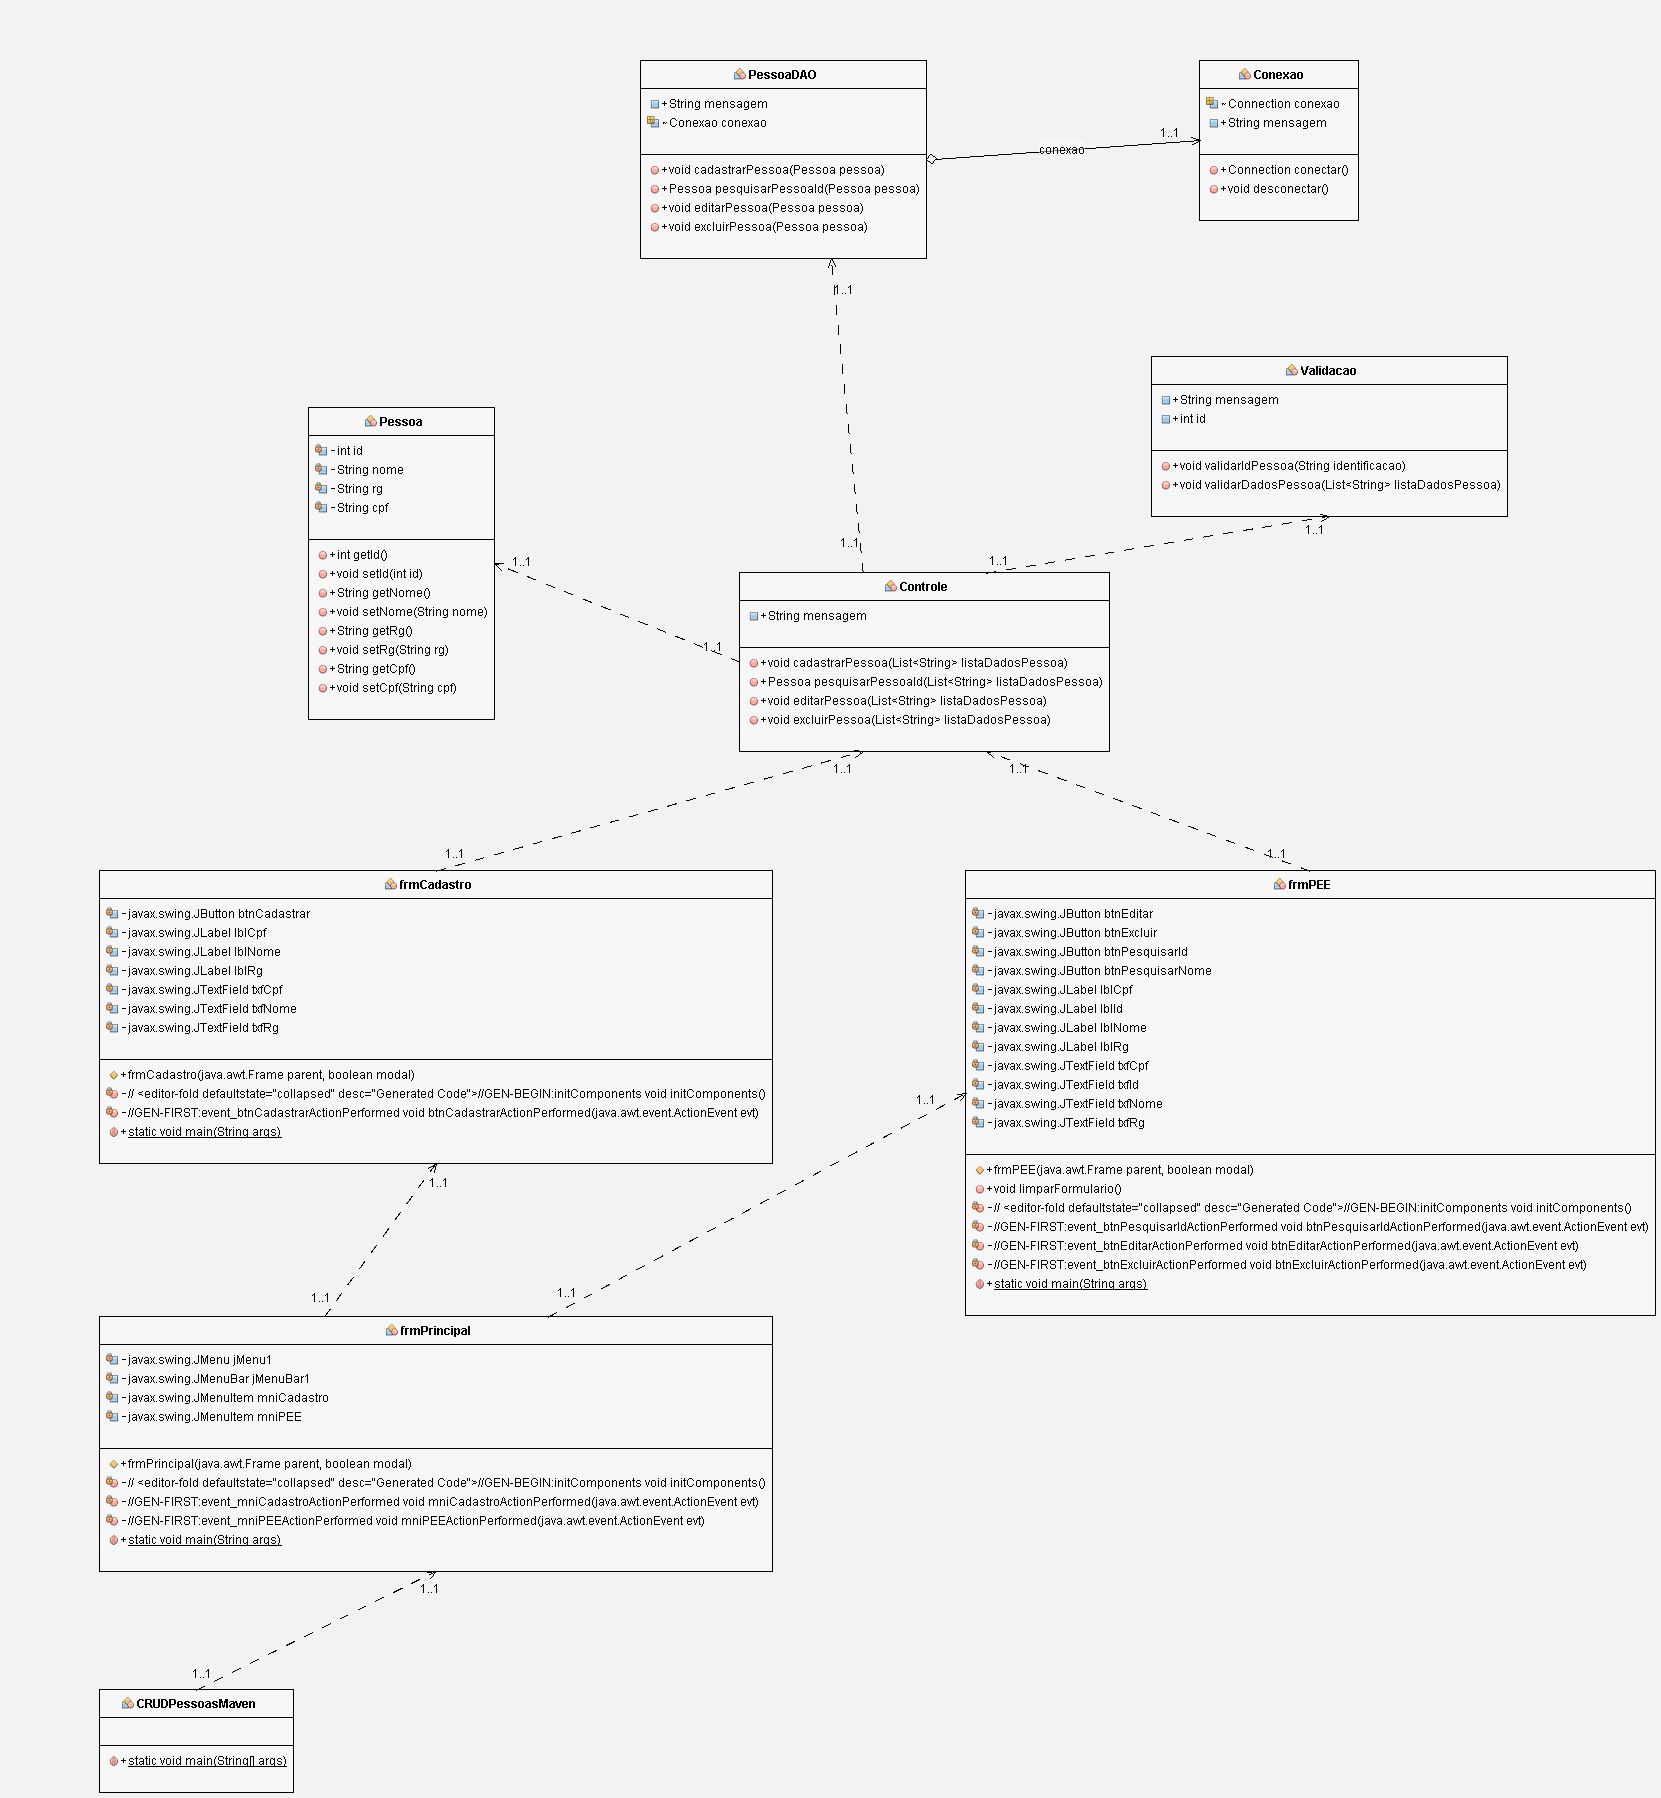 PessoaDAO
+String mensagem
~Conexao conexao
+void cadastrarPessoa(Pessoa pessoa)
+Pessoa pesquisarPessoaId(Pessoa pessoa)
+void editarPessoa(Pessoa pessoa)
+void excluirPessoa(Pessoa pessoa)
conexao
1..1
Conexao
~Connection conexao
+String mensagem
+Connection conectar()
+void desconectar()
1..1
1..1
Validacao
+String mensagem
+int id
+void validarIdPessoa(String identificacao)
+void validarDadosPessoa(List<String> listaDadosPessoa)
1..1
1..1
Pessoa
-int id
-String nome
-String rg
-String cpf
+int getId()
+void setId(int id)
+String getNome()
+void setNome(String nome)
+String getRg()
+void setRg(String rg)
+String getCpf()
+void setCpf(String cpf)
1..1
1..1
Controle
+String mensagem
+void cadastrarPessoa(List<String> listaDadosPessoa)
+Pessoa pesquisarPessoaId(List<String> listaDadosPessoa)
+void editarPessoa(List<String> listaDadosPessoa)
+void excluirPessoa(List<String> listaDadosPessoa)
1..1
1..1
1..1
1..1
frmCadastro
-javax.swing.JButton btnCadastrar
-javax.swing.JLabel lblCpf
-javax.swing.JLabel lblNome
-javax.swing.JLabel lblRg
-javax.swing.JTextField txfCpf
-javax.swing.JTextField txfNome
-javax.swing.JTextField txfRg
+frmCadastro(java.awt.Frame parent, boolean modal)
-// <editor-fold defaultstate="collapsed" desc="Generated Code">//GEN-BEGIN:initComponents void initComponents()
-//GEN-FIRST:event_btnCadastrarActionPerformed void btnCadastrarActionPerformed(java.awt.event.ActionEvent evt)
+static void main(String args)
frmPEE
-javax.swing.JButton btnEditar
-javax.swing.JButton btnExcluir
-javax.swing.JButton btnPesquisarId
-javax.swing.JButton btnPesquisarNome
-javax.swing.JLabel lblCpf
-javax.swing.JLabel lblId
-javax.swing.JLabel lblNome
-javax.swing.JLabel lblRg
-javax.swing.JTextField txfCpf
-javax.swing.JTextField txfId
-javax.swing.JTextField txfNome
-javax.swing.JTextField txfRg
+frmPEE(java.awt.Frame parent, boolean modal)
+void limparFormulario()
-// <editor-fold defaultstate="collapsed" desc="Generated Code">//GEN-BEGIN:initComponents void initComponents()
-//GEN-FIRST:event_btnPesquisarIdActionPerformed void btnPesquisarIdActionPerformed(java.awt.event.ActionEvent evt)
-//GEN-FIRST:event_btnEditarActionPerformed void btnEditarActionPerformed(java.awt.event.ActionEvent evt)
-//GEN-FIRST:event_btnExcluirActionPerformed void btnExcluirActionPerformed(java.awt.event.ActionEvent evt)
+static void main(String args)
1..1
1..1
1..1
1..1
frmPrincipal
-javax.swing.JMenu jMenu1
-javax.swing.JMenuBar jMenuBar1
-javax.swing.JMenuItem mniCadastro
-javax.swing.JMenuItem mniPEE
+frmPrincipal(java.awt.Frame parent, boolean modal)
-// <editor-fold defaultstate="collapsed" desc="Generated Code">//GEN-BEGIN:initComponents void initComponents()
-//GEN-FIRST:event_mniCadastroActionPerformed void mniCadastroActionPerformed(java.awt.event.ActionEvent evt)
-//GEN-FIRST:event_mniPEEActionPerformed void mniPEEActionPerformed(java.awt.event.ActionEvent evt)
+static void main(String args)
1..1
1..1
CRUDPessoasMaven
+static void main(String[] args)